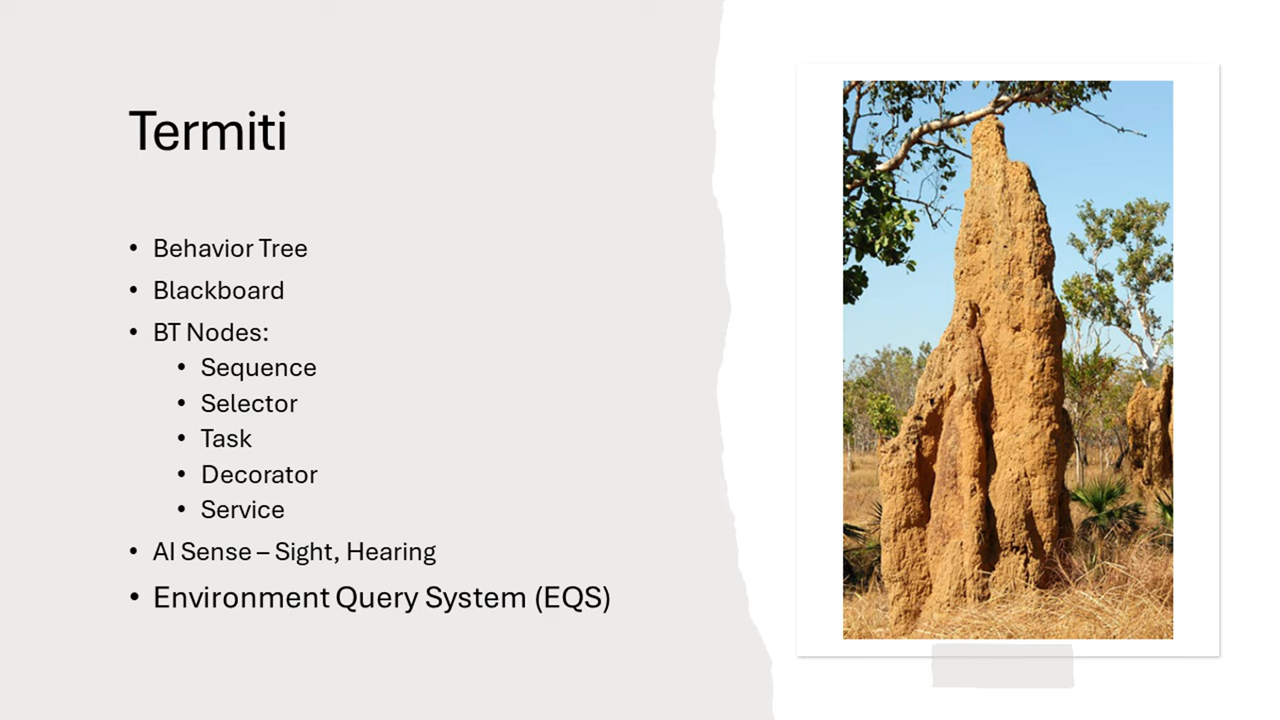 Termiti
• Behavior Tree
• Blackboard
• BT Nodes:
• Sequence
• Selector
• Task
• Decorator
• Service
• AI Sense – Sight, Hearing
• Environment Query System (EQS)